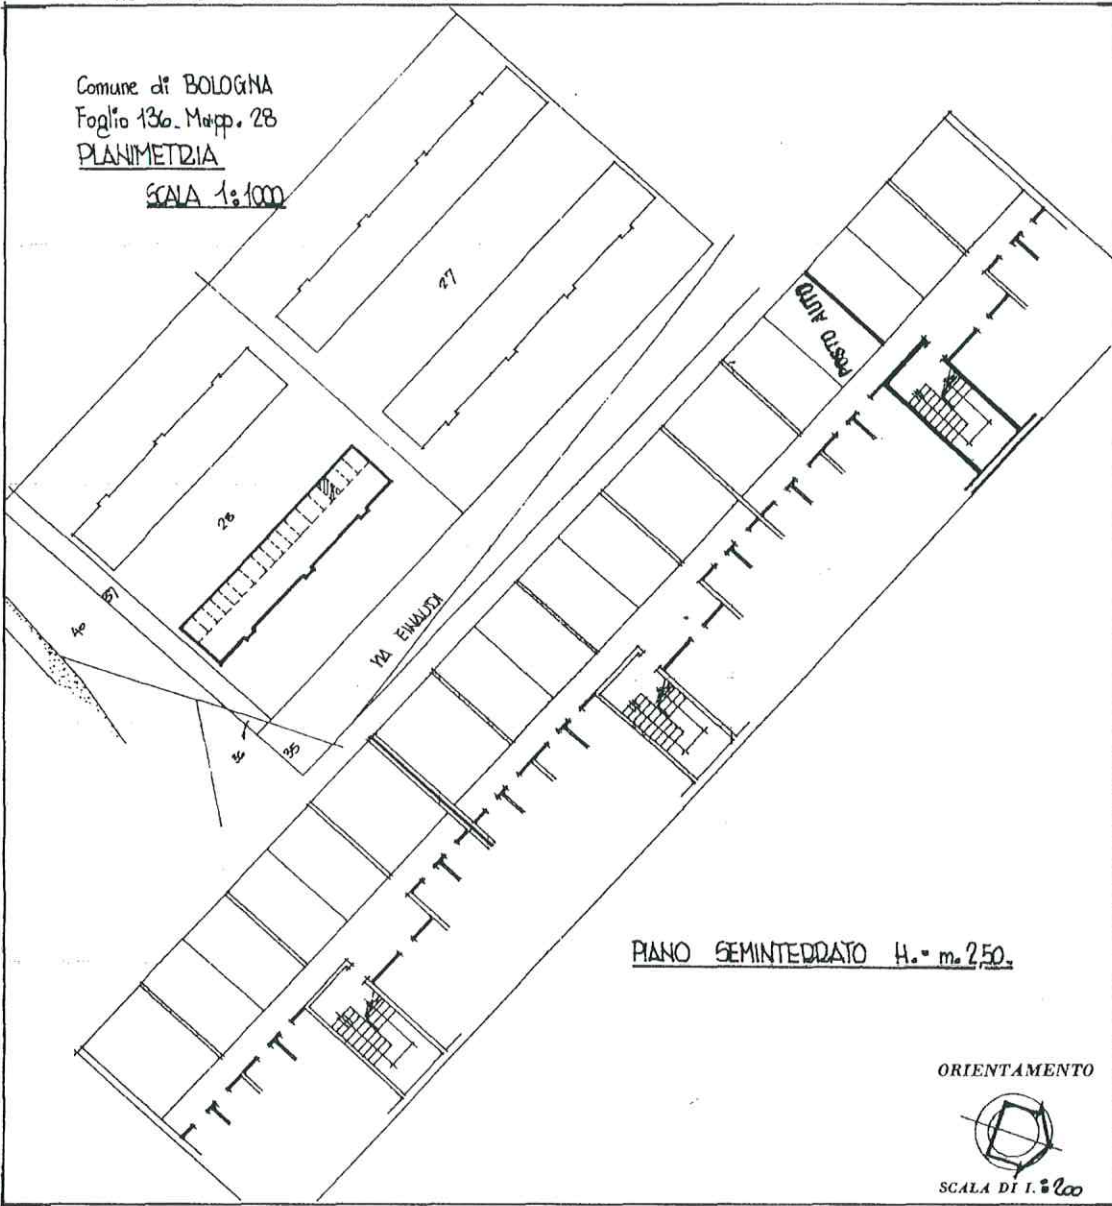 Comune di BOLOGNA
Foglio 136. Mapp. 28
PLANIMETRIA
SCALA 1:1000
27
POSTO AUTO
28
VIA EINAUDI
40
36
35
PIANO SEMINTERRATO H.= m. 2,50.
ORIENTAMENTO
SCALA DI 1:200